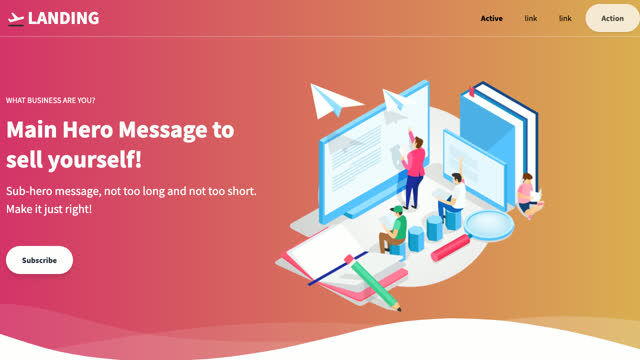 LANDING
Active
link
link
Action
WHAT BUSINESS ARE YOU?
Main Hero Message to
sell yourself!
Sub-hero message, not too long and not too short.
Make it just right!
Subscribe